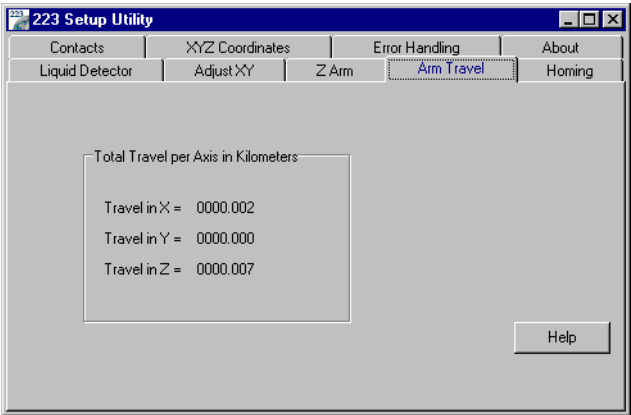 223 Setup Utility
Contacts XYZ Coordinates Error Handling About
Liquid Detector Adjust XY Z Arm Arm Travel Homing
Total Travel per Axis in Kilometers
Travel in X = 0000.002
Travel in Y = 0000.000
Travel in Z = 0000.007
Help